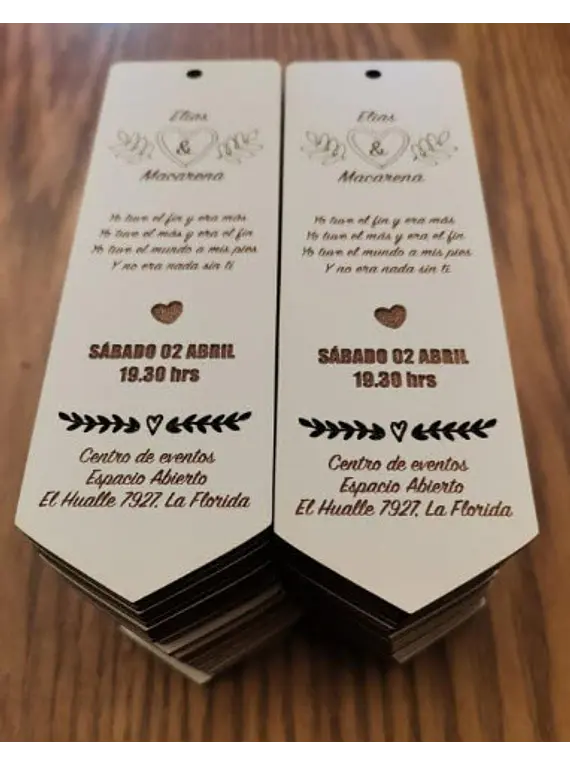 Elias
&
Macarena
Yo tuve el fin y era más
Yo tuve el más y era el fin
Yo tuve el mundo a mis pies
Y no era nada sin ti
SÁBADO 02 ABRIL
19.30 hrs
Centro de eventos
Espacio Abierto
El Hualle 7927, La Florida
Elias
&
Macarena
Yo tuve el fin y era más
Yo tuve el más y era el fin
Yo tuve el mundo a mis pies
Y no era nada sin ti
SÁBADO 02 ABRIL
19.30 hrs
Centro de eventos
Espacio Abierto
El Hualle 7927, La Florida